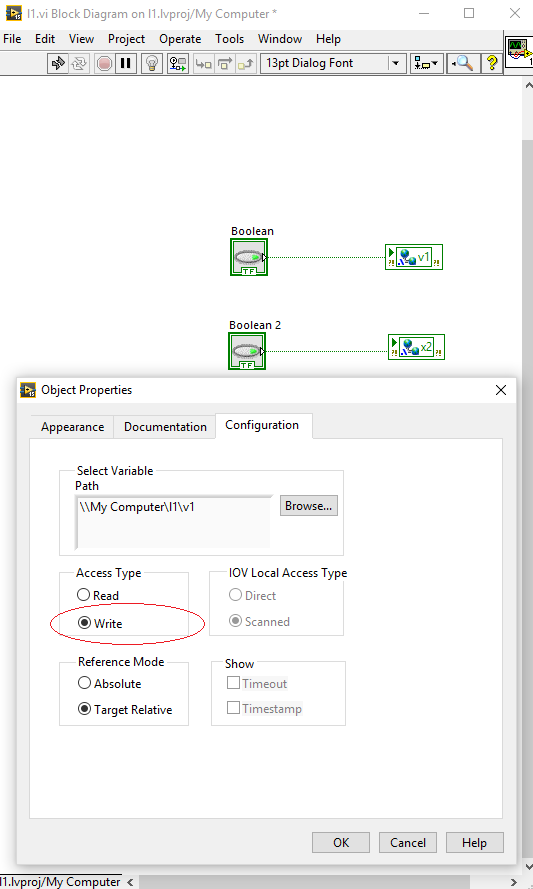 I1.vi Block Diagram on I1.lvproj/My Computer *
File Edit View Project Operate Tools Window Help
13pt Dialog Font
Boolean
TF
v1
Boolean 2
TF
x2
Object Properties
Appearance Documentation Configuration
Select Variable
Path
\\My Computer\I1\v1
Browse...
Access Type
Read
Write
IOV Local Access Type
Direct
Scanned
Reference Mode
Absolute
Target Relative
Show
Timeout
Timestamp
OK Cancel Help
I1.lvproj/My Computer